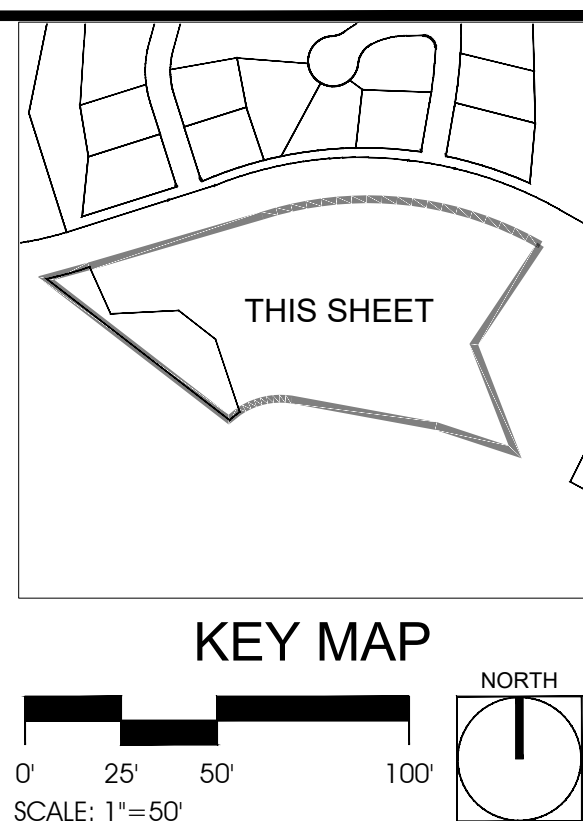 THIS SHEET
KEY MAP
NORTH
0' 25' 50' 100'
SCALE: 1"=50'